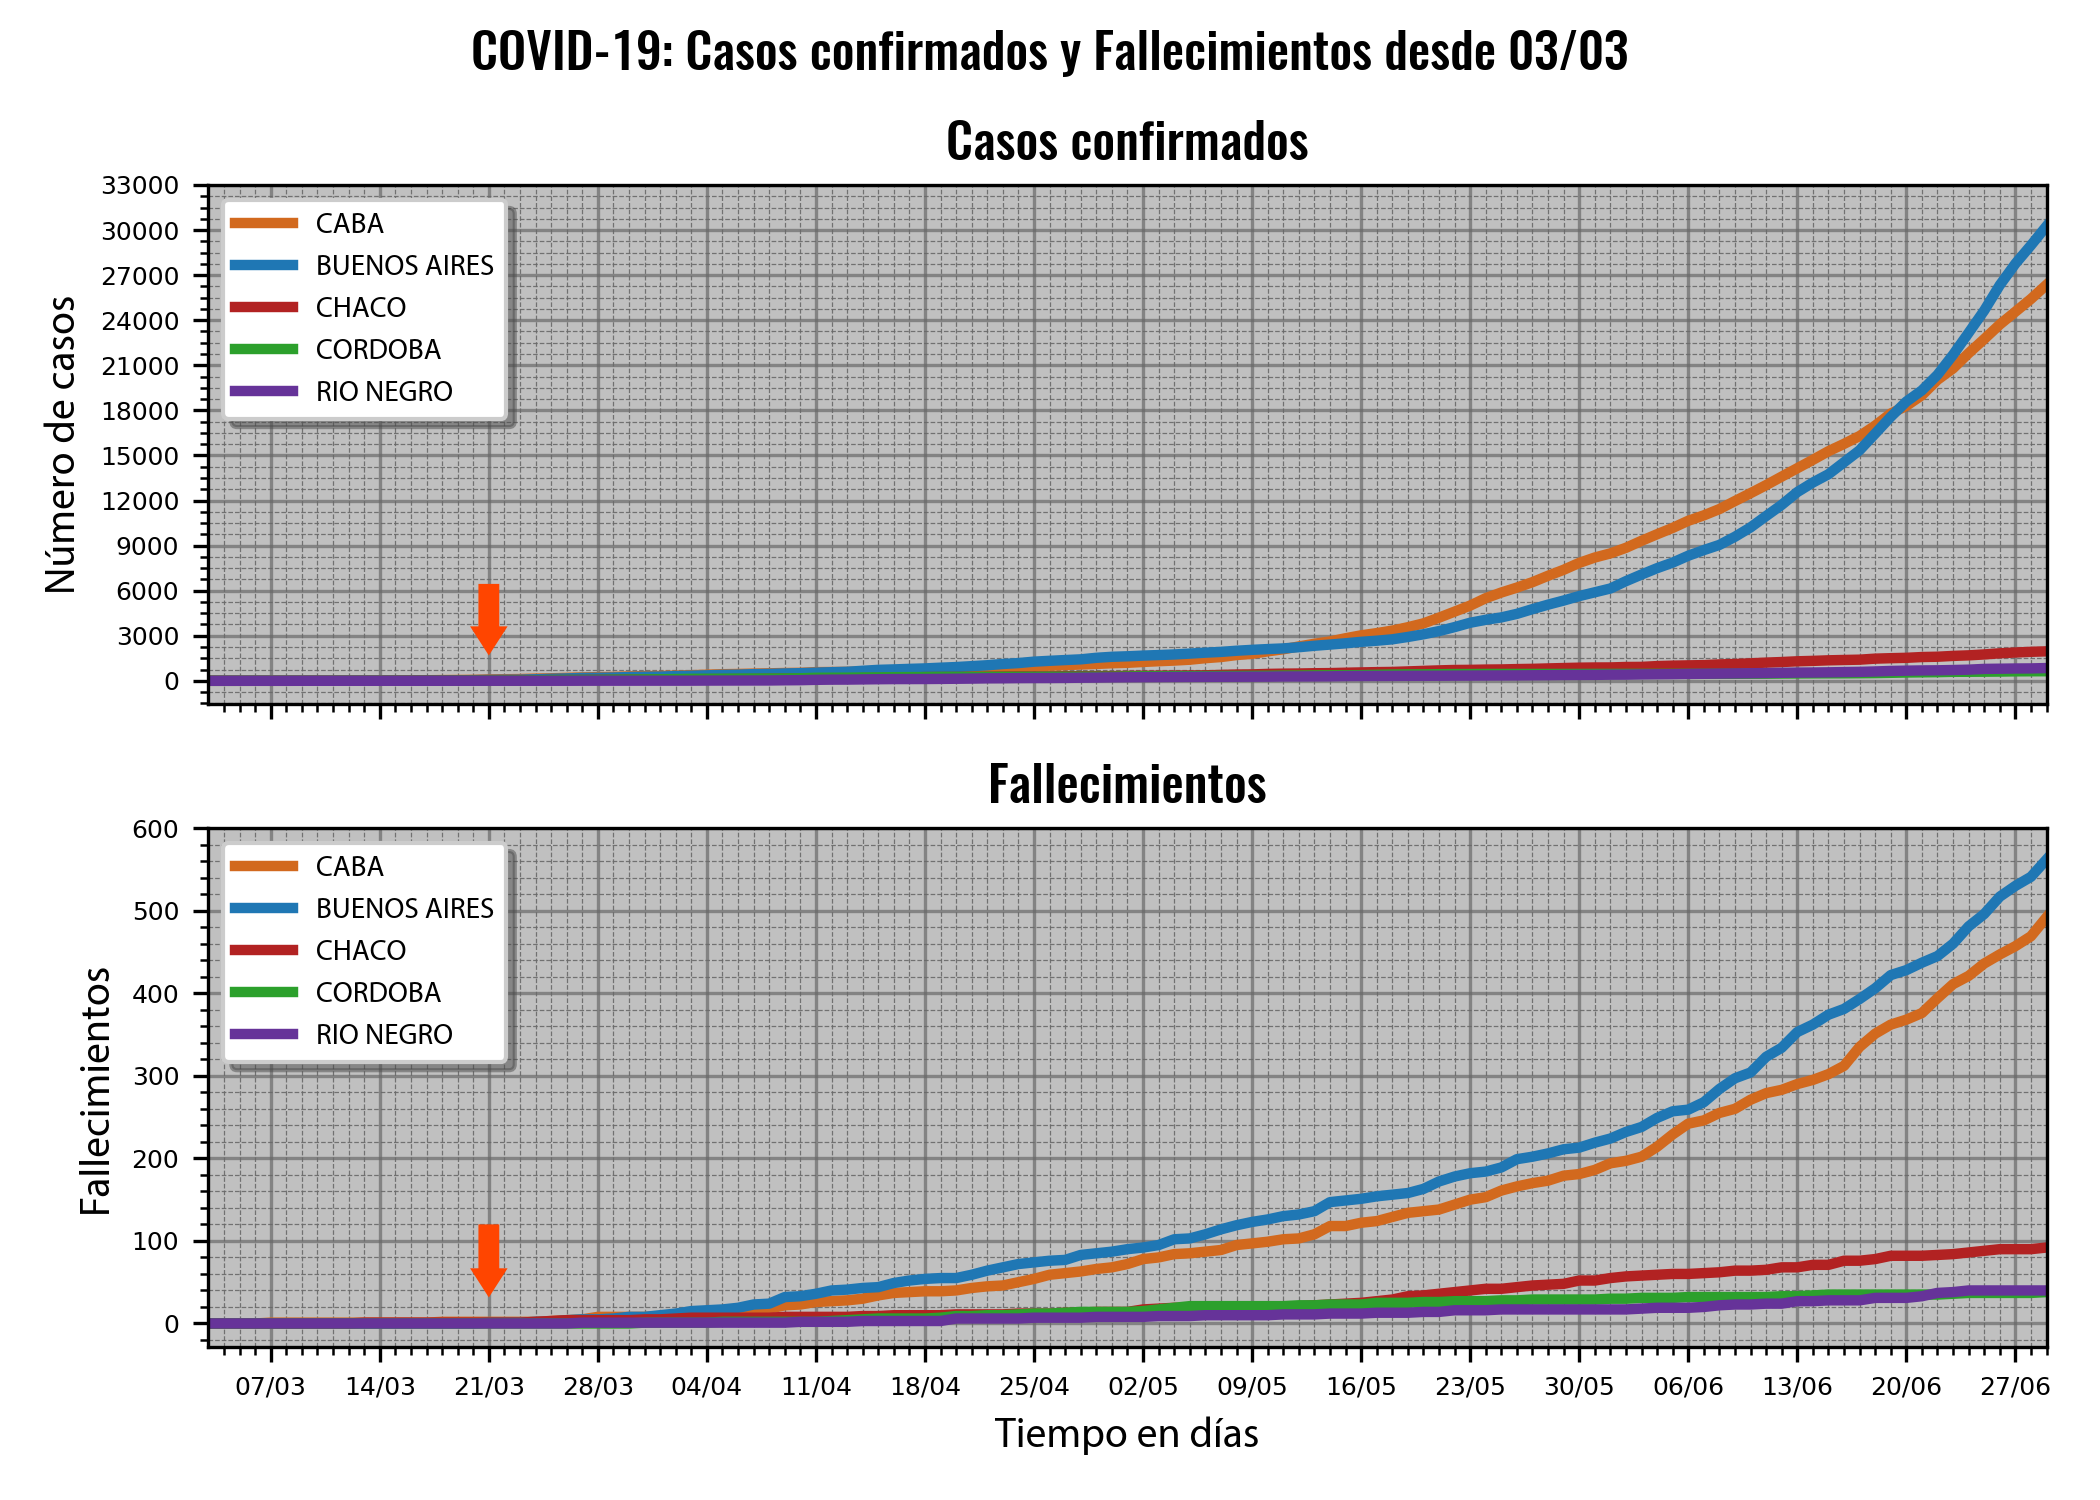 COVID-19: Casos confirmados y Fallecimientos desde 03/03
Casos confirmados
33000
30000
27000
24000
21000
18000
15000
12000
9000
6000
3000
0
Número de casos
CABA
BUENOS AIRES
CHACO
CORDOBA
RIO NEGRO
Fallecimientos
600
500
400
300
200
100
0
Fallecimientos
CABA
BUENOS AIRES
CHACO
CORDOBA
RIO NEGRO
07/03 14/03 21/03 28/03 04/04 11/04 18/04 25/04 02/05 09/05 16/05 23/05 30/05 06/06 13/06 20/06 27/06
Tiempo en días